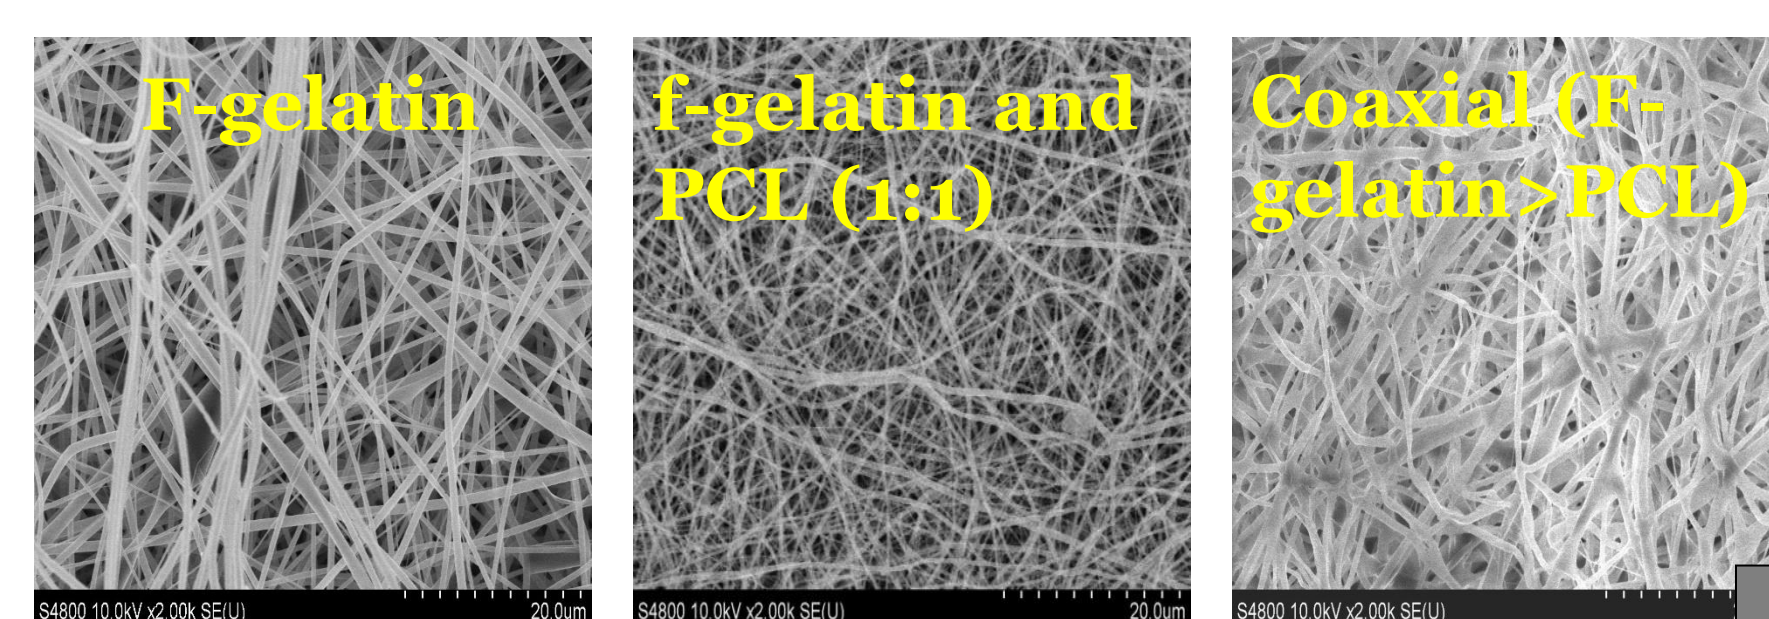 F-gelatin
S4800 10.0kV x2.00k SE(U) 20.0um
f-gelatin and
PCL (1:1)
S4800 10.0kV x2.00k SE(U) 20.0um
Coaxial (F-
gelatin>PCL)
S4800 10.0kV x2.00k SE(U)